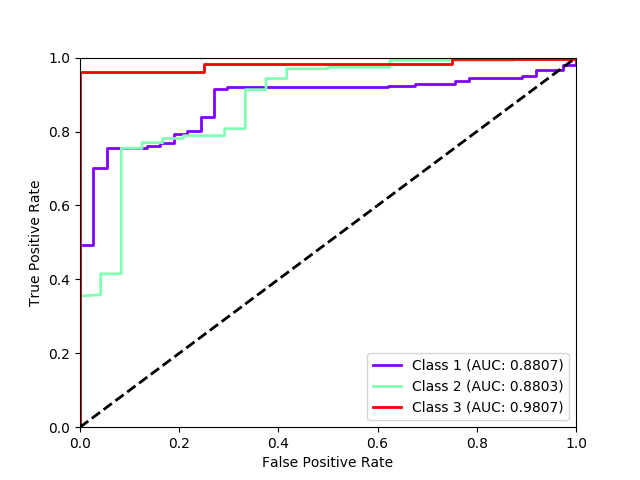 1.0
0.8
0.6
0.4
0.2
0.0
True Positive Rate
Class 1 (AUC: 0.8807)
Class 2 (AUC: 0.8803)
Class 3 (AUC: 0.9807)
0.0 0.2 0.4 0.6 0.8 1.0
False Positive Rate